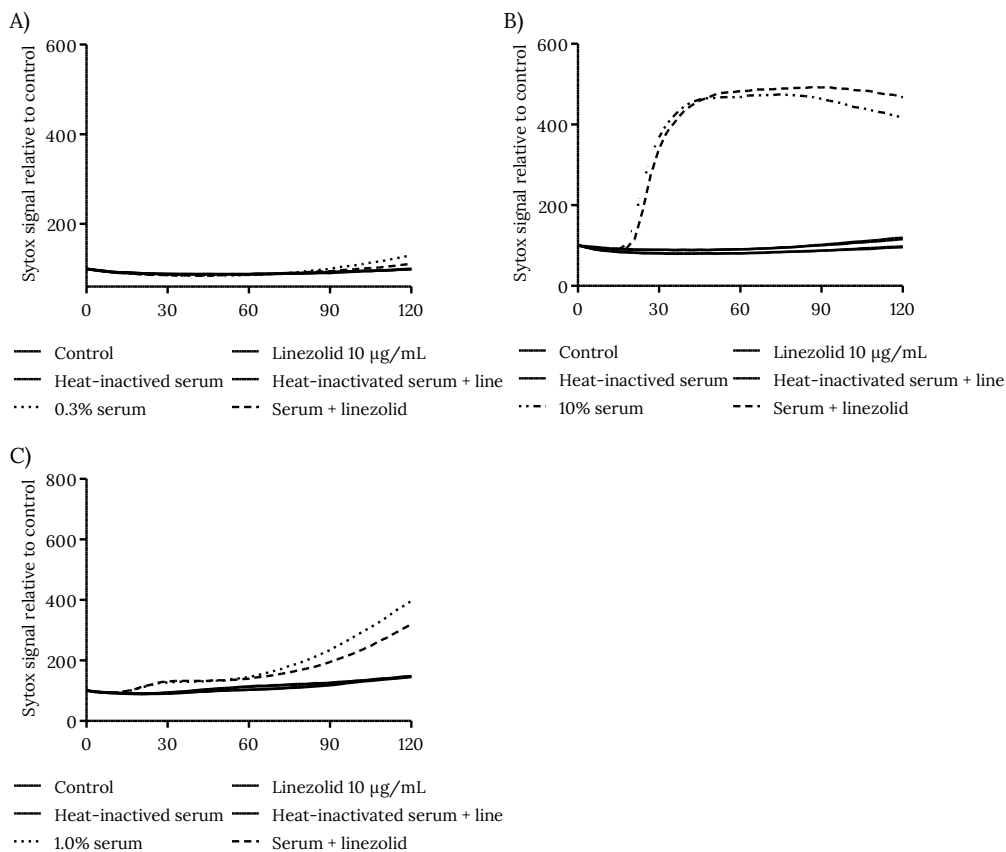 A)
Sytox signal relative to control
600
400
200
0 30 60 90 120
Control
Linezolid 10 µg/mL
Heat-inactived serum
Heat-inactivated serum + line
0.3% serum
Serum + linezolid
B)
Sytox signal relative to control
600
400
200
0
0 30 60 90 120
Control
Linezolid 10 µg/mL
Heat-inactived serum
Heat-inactivated serum + line
10% serum
Serum + linezolid
C)
Sytox signal relative to control
800
600
400
200
0
0 30 60 90 120
Control
Linezolid 10 µg/mL
Heat-inactived serum
Heat-inactivated serum + line
1.0% serum
Serum + linezolid